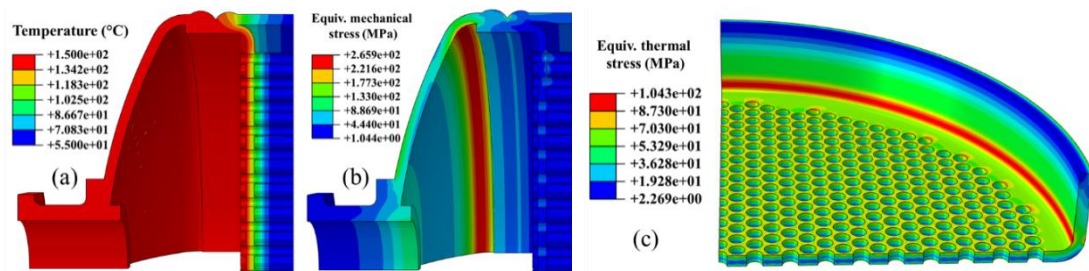 Temperature (°C)
+1.500e+02
+1.342e+02
+1.183e+02
+1.025e+02
+8.667e+01
+7.083e+01
+5.500e+01
(a)
Equiv. mechanical
stress (MPa)
+2.659e+02
+2.216e+02
+1.773e+02
+1.330e+02
+8.869e+01
+4.440e+01
+1.044e+00
(b)
Equiv. thermal
stress (MPa)
+1.043e+02
+8.730e+01
+7.030e+01
+5.329e+01
+3.628e+01
+1.928e+01
+2.269e+00
(c)